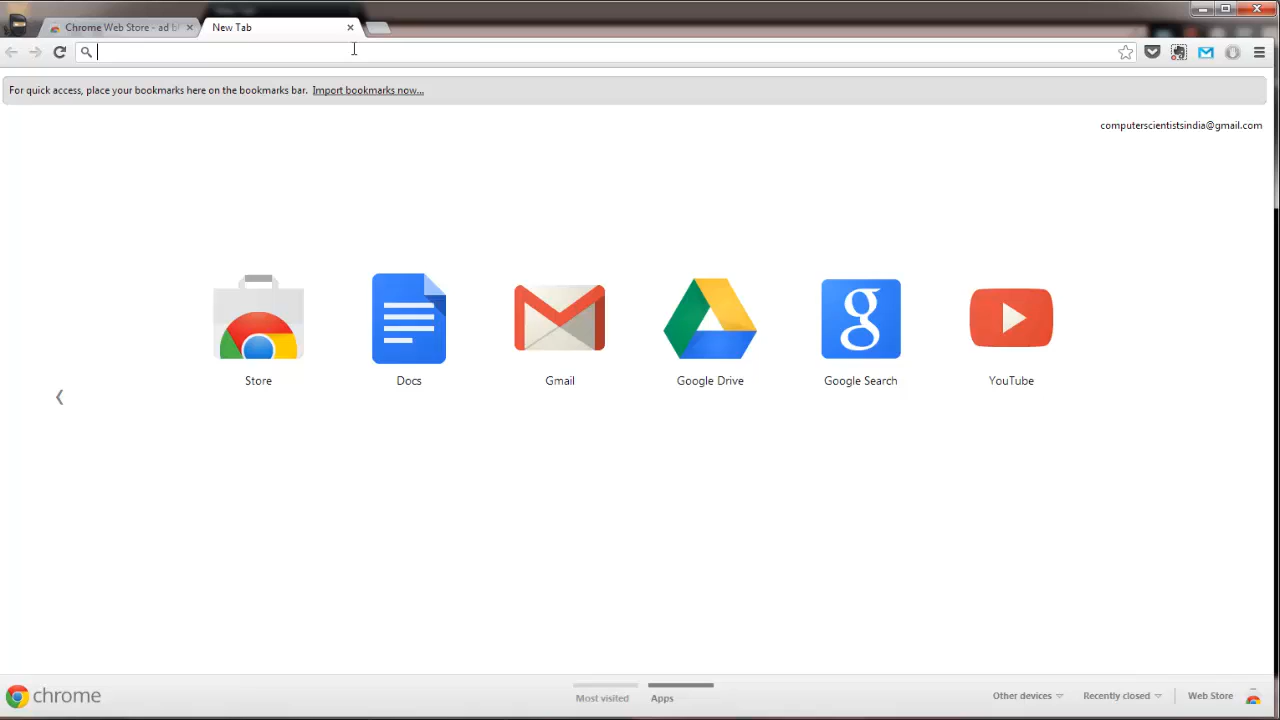 Chrome Web Store - ad bl
New Tab
For quick access, place your bookmarks here on the bookmarks bar. Import bookmarks now...
computerscientistsindia@gmail.com
Store
Docs
Gmail
Google Drive
Google Search
YouTube
chrome
Most visited
Apps
Other devices
Recently closed
Web Store